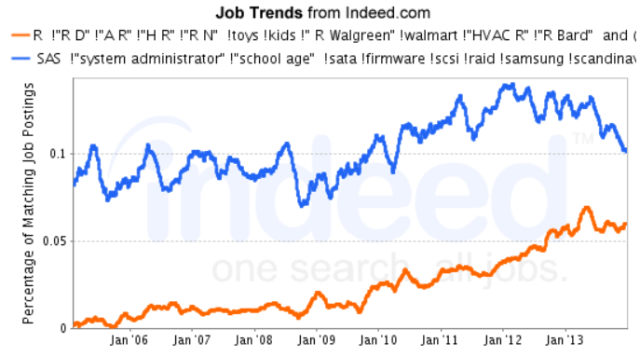 Job Trends from Indeed.com
R !"R D" !"A R" !"H R" !"R N" !toys !kids !" R Walgreen" !walmart !"HVAC R" !"R Bard" and (
SAS !"system administrator" !"school age" !sata !firmware !scsi !raid !samsung !scandinav
Percentage of Matching Job Postings
0.1
0.05
0
indeed
TM
one search. all jobs.
Jan'06 Jan'07 Jan'08 Jan'09 Jan'10 Jan'11 Jan'12 Jan'13